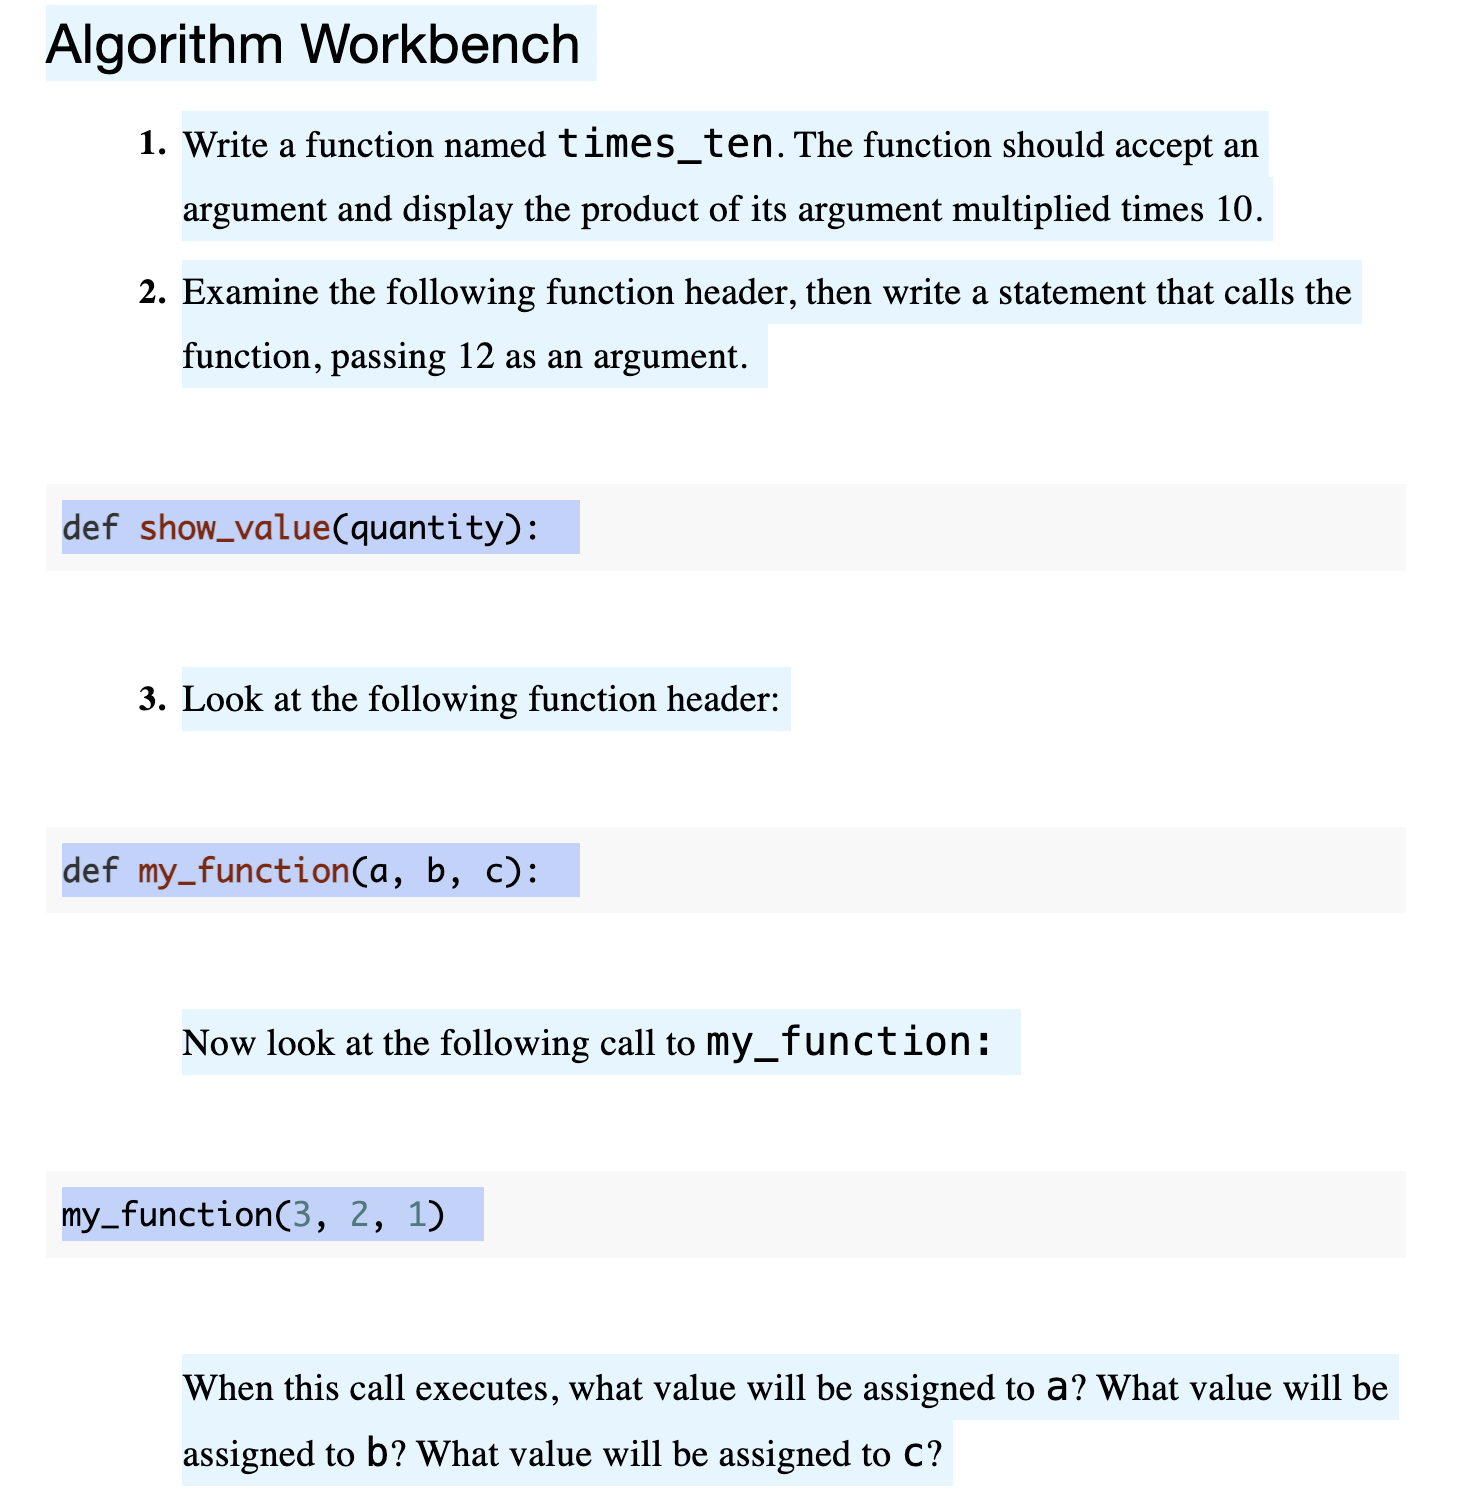 Algorithm Workbench
1. Write a function named times_ten. The function should accept an
argument and display the product of its argument multiplied times 10.
2. Examine the following function header, then write a statement that calls the
function, passing 12 as an argument.
def show_value(quantity):
3. Look at the following function header:
def my_function(a, b, c):
Now look at the following call to my_function:
my_function(3, 2, 1)
When this call executes, what value will be assigned to a? What value will be
assigned to b? What value will be assigned to c?